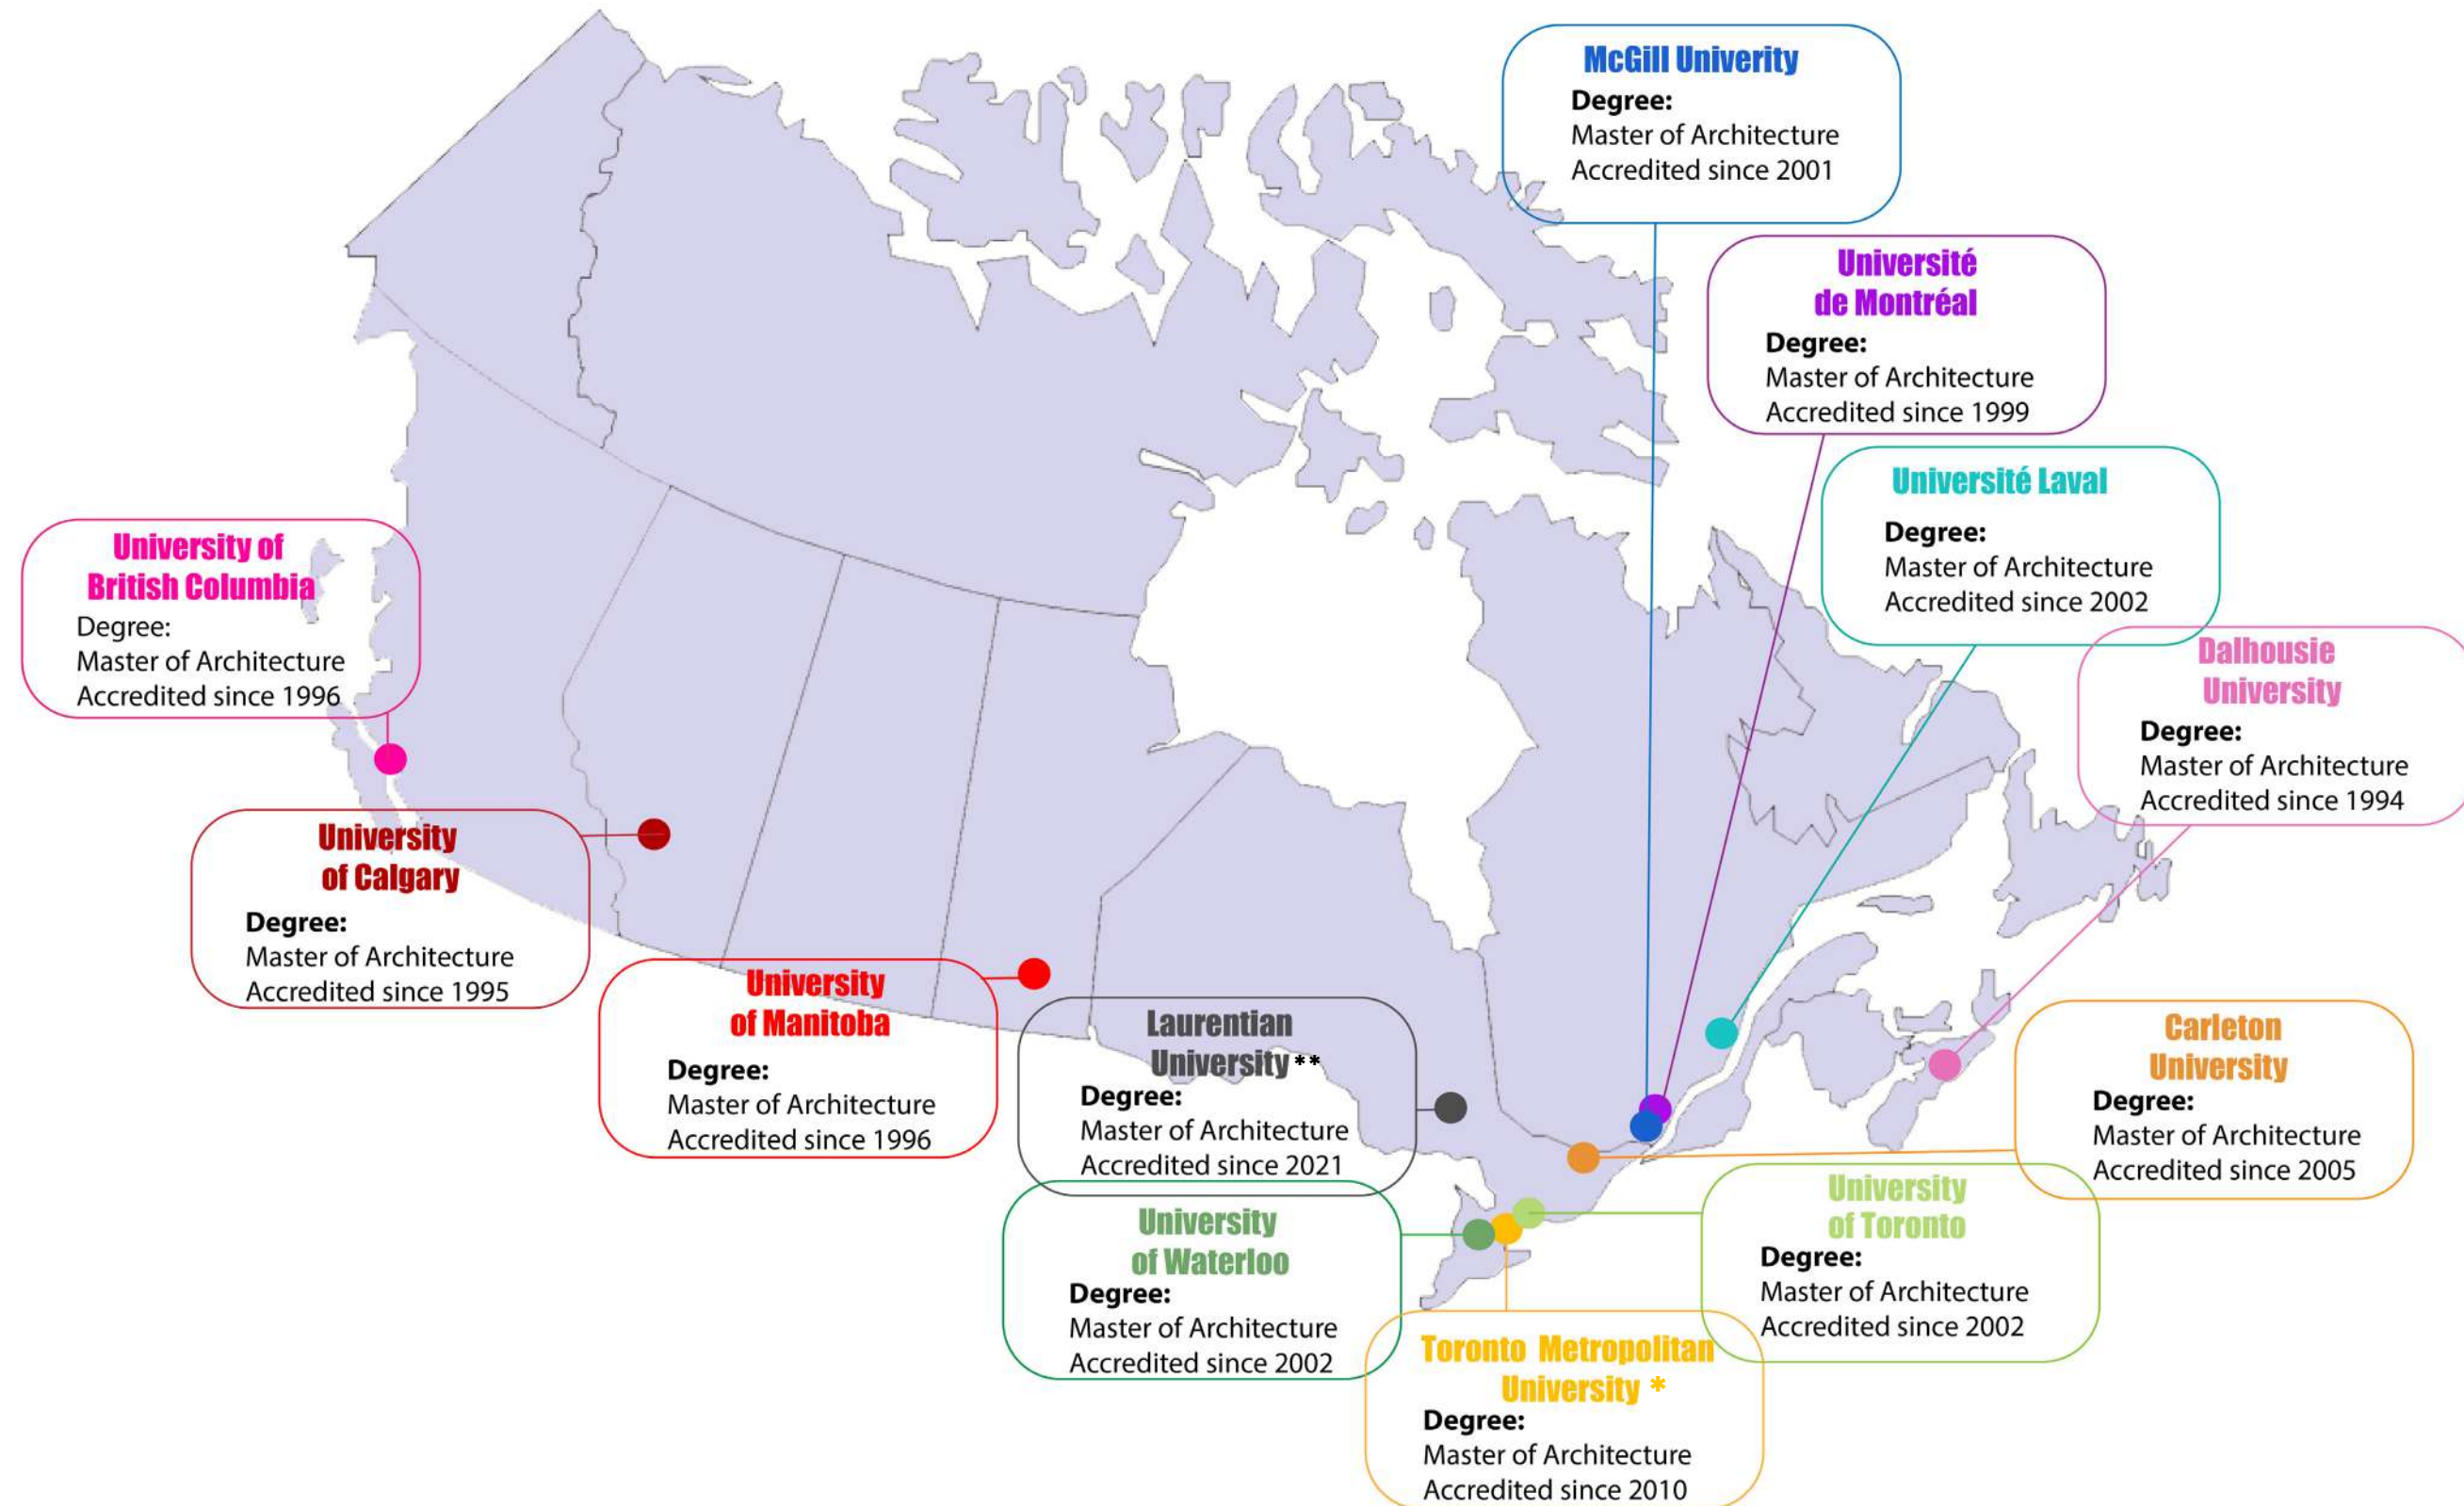 McGill Univerity
Degree:
Master of Architecture
Accredited since 2001
Université
de Montréal
Degree:
Master of Architecture
Accredited since 1999
Université Laval
Degree:
Master of Architecture
Accredited since 2002
University of
British Columbia
Degree:
Master of Architecture
Accredited since 1996
Dalhousie
University
Degree:
Master of Architecture
Accredited since 1994
University
of Calgary
Degree:
Master of Architecture
Accredited since 1995
University
of Manitoba
Degree:
Master of Architecture
Accredited since 1996
Laurentian
University**
Degree:
Master of Architecture
Accredited since 2021
Carleton
University
Degree:
Master of Architecture
Accredited since 2005
University
of Waterloo
Degree:
Master of Architecture
Accredited since 2002
University
of Toronto
Degree:
Master of Architecture
Accredited since 2002
Toronto Metropolitan
University *
Degree:
Master of Architecture
Accredited since 2010